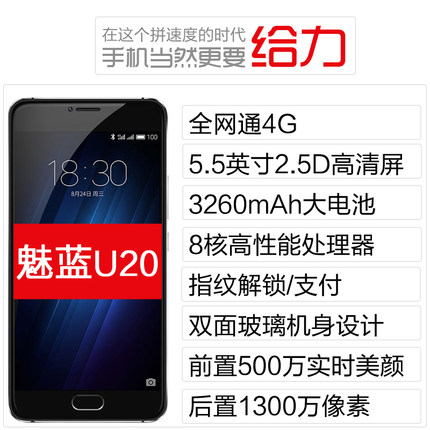 在这个拼速度的时代
手机当然更要 给力
100
18:30
8月24日 周三
魅蓝U20
全网通4G
5.5英寸2.5D高清屏
3260mAh大电池
8核高性能处理器
指纹解锁/支付
双面玻璃机身设计
前置500万实时美颜
后置1300万像素